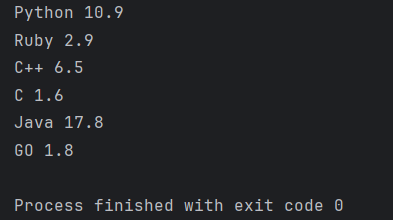 Python 10.9
Ruby 2.9
C++ 6.5
C 1.6
Java 17.8
GO 1.8
Process finished with exit code 0